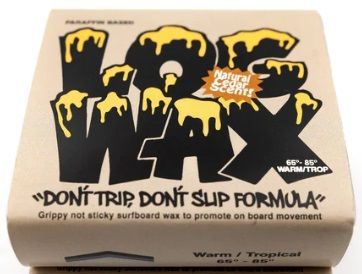 PARAFFIN BASED
LOG
Natural
Cedar
Scent!
WAX
65°- 85°
WARM/TROP
"DON'T TRIP, DON'T SLIP FORMULA"
Grippy not sticky surfboard wax to promote on board movement
Warm / Tropical
65° - 85°